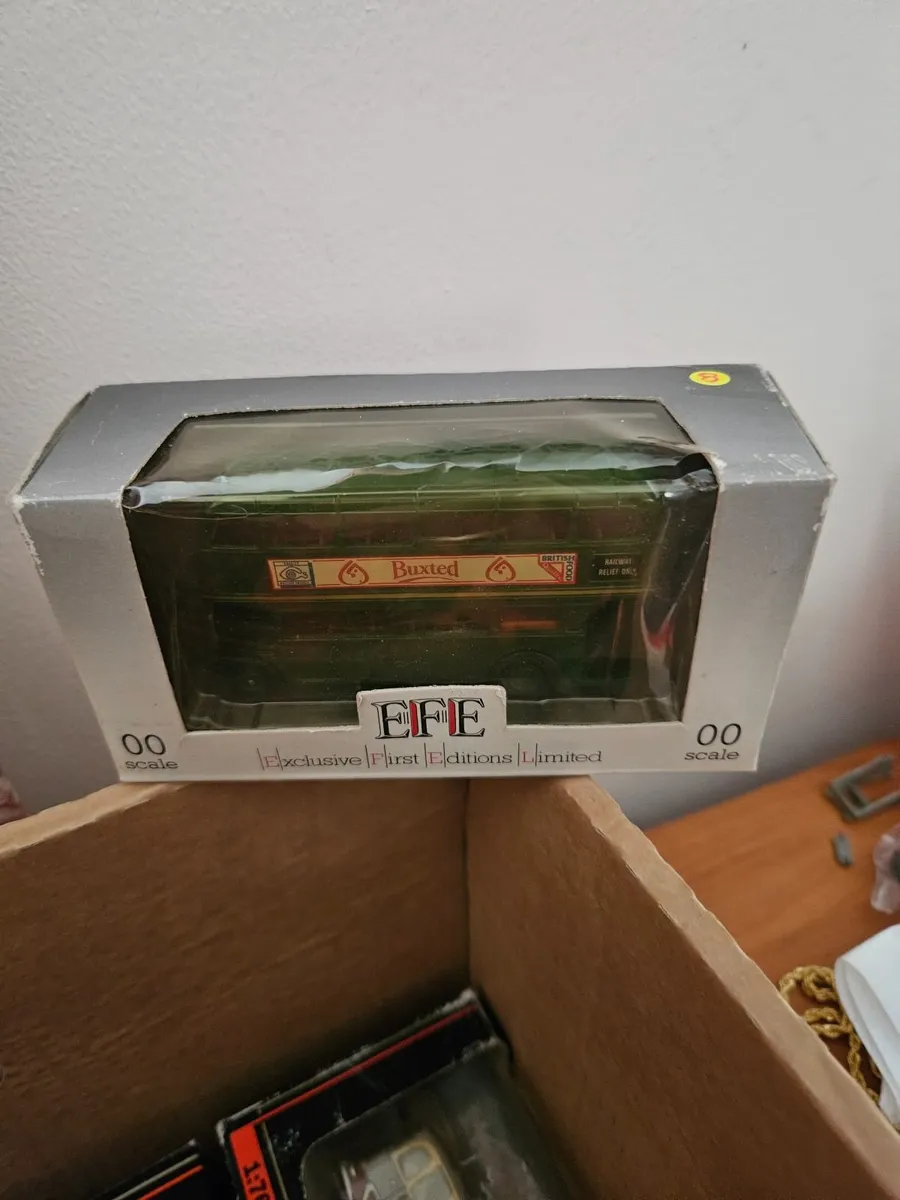 Buxted
BRITISH
FOOD
RAILWAY
RELIEF ONLY
EFE
00
scale
Exclusive First Editions Limited
00
scale